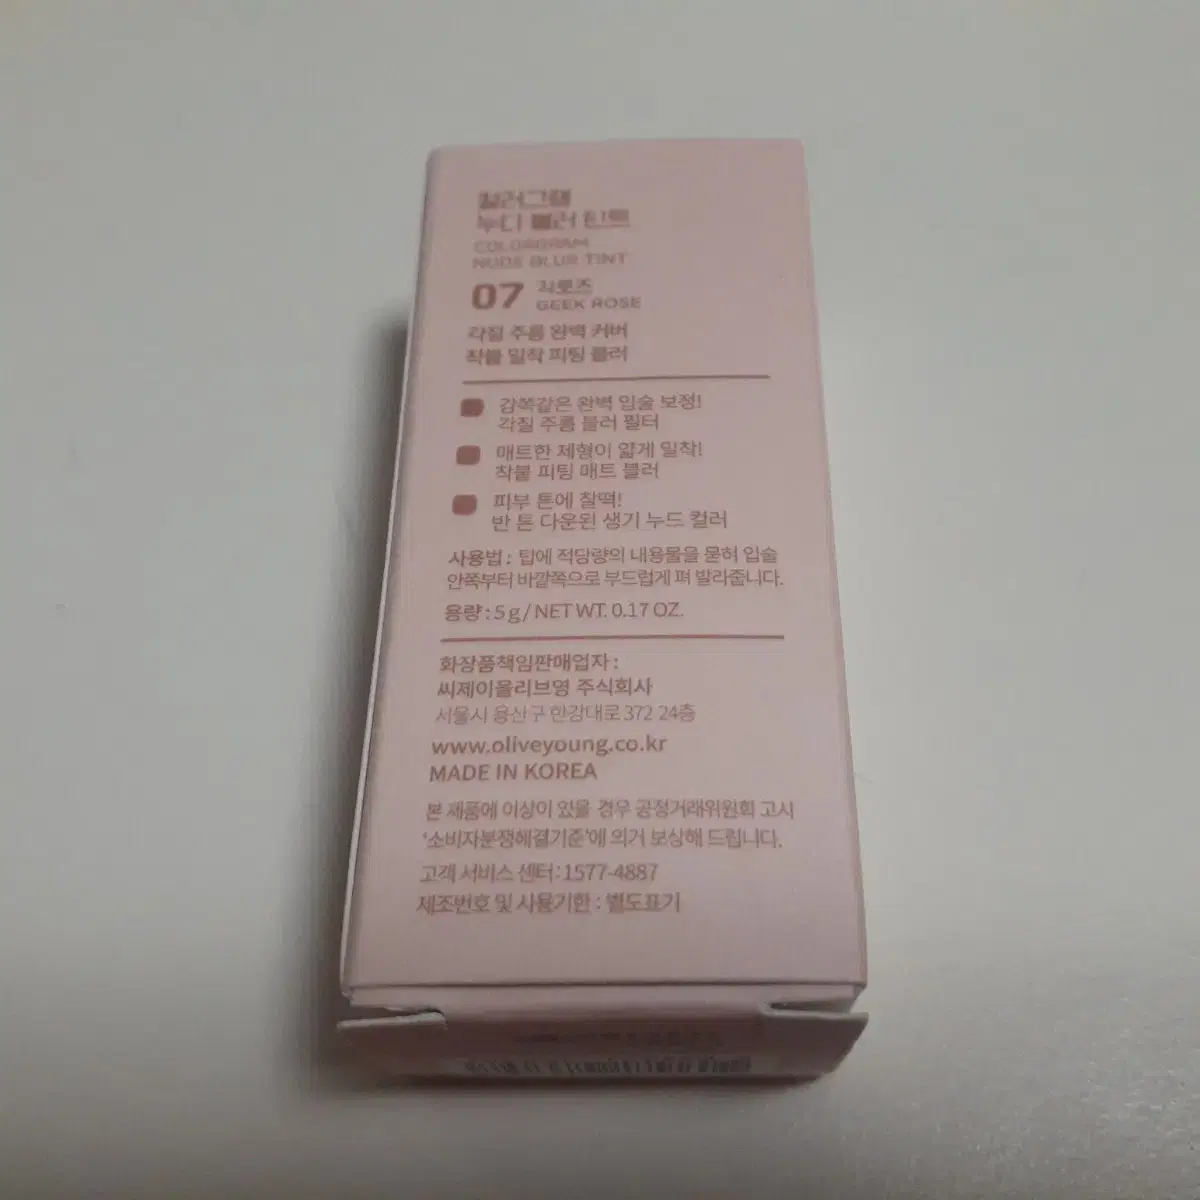 컬러그램
누디 블러 틴트
COLORGRAM
NUDE BLUR TINT
07 긱로즈
GEEK ROSE
각질 주름 완벽 커버
착붙 밀착 피팅 블러
감쪽같은 완벽 입술 보정!
각질 주름 블러 필터
매트한 제형이 얇게 밀착!
착붙 피팅 매트 블러
피부 톤에 찰떡!
반 톤 다운된 생기 누드 컬러
사용법 : 팁에 적당량의 내용물을 묻혀 입술
안쪽부터 바깥쪽으로 부드럽게 펴 발라줍니다.
용량 : 5 g / NET WT. 0.17 OZ.
화장품책임판매업자 :
씨제이올리브영 주식회사
서울시 용산구 한강대로 372 24층
www.oliveyoung.co.kr
MADE IN KOREA
본 제품에 이상이 있을 경우 공정거래위원회 고시
'소비자분쟁해결기준'에 의거 보상해 드립니다.
고객 서비스 센터 : 1577-4887
제조번호 및 사용기한 : 별도표기